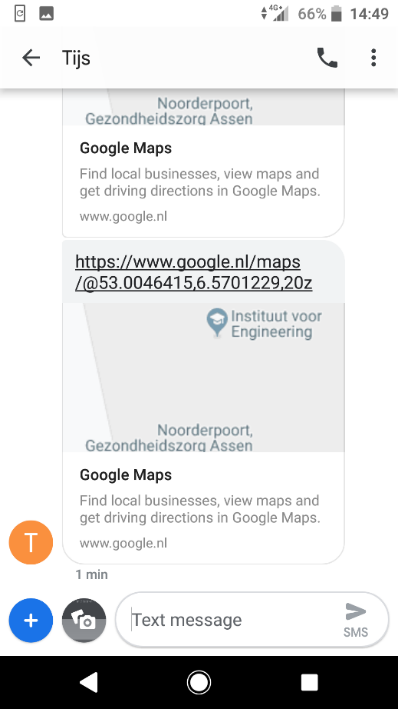 4G+ 66% 14:49
Tijs
Noorderpoort,
Gezondheidszorg Assen
Google Maps
Find local businesses, view maps and
get driving directions in Google Maps.
www.google.nl
https://www.google.nl/maps
/@53.0046415,6.5701229,20z
Instituut voor
Engineering
Noorderpoort,
Gezondheidszorg Assen
Google Maps
Find local businesses, view maps and
get driving directions in Google Maps.
www.google.nl
T
1 min
Text message
SMS